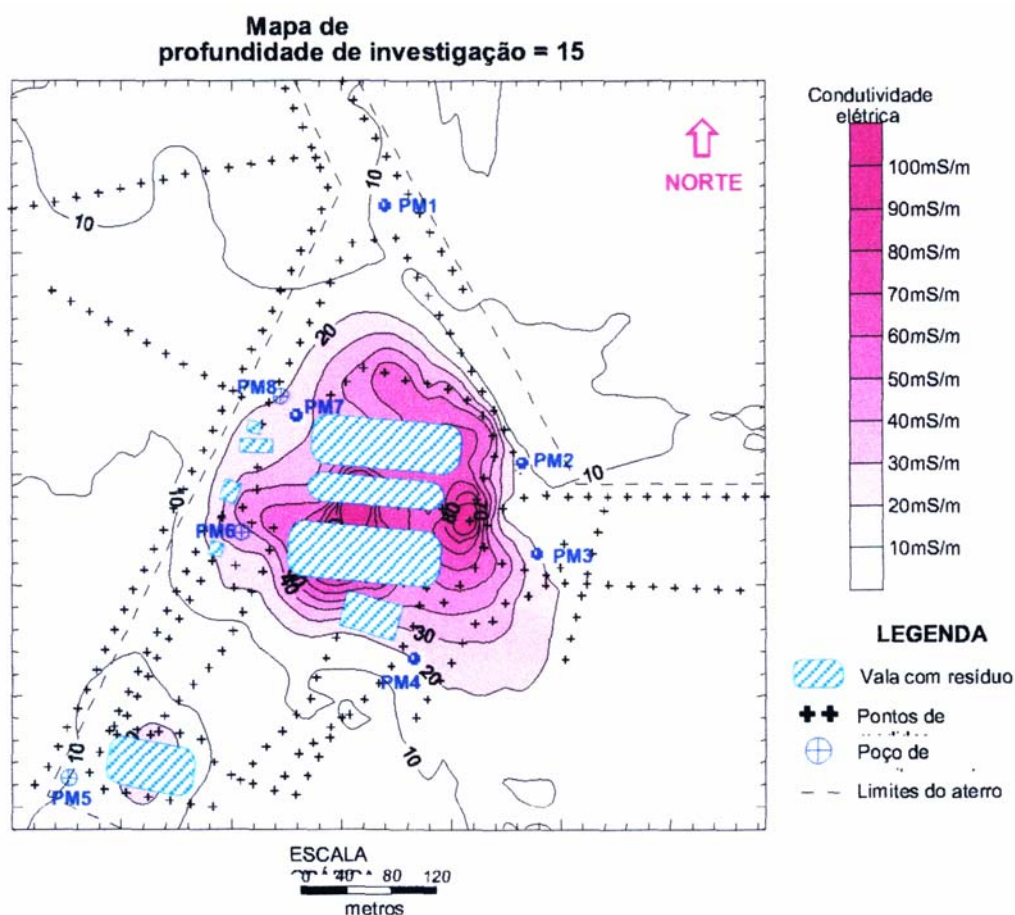 Mapa de
profundidade de investigação = 15
Condutividade
elétrica
100mS/m
90mS/m
80mS/m
70mS/m
60mS/m
50mS/m
40mS/m
30mS/m
20mS/m
10mS/m
NORTE
10
10
PM1
20
PM8
PM7
PM2
10
10
70
PM6
PM3
30
PM4
20
10
10
PM5
LEGENDA
Vala com resíduo
Pontos de
Poço de
Limites do aterro
ESCALA
0 40 80 120
metros